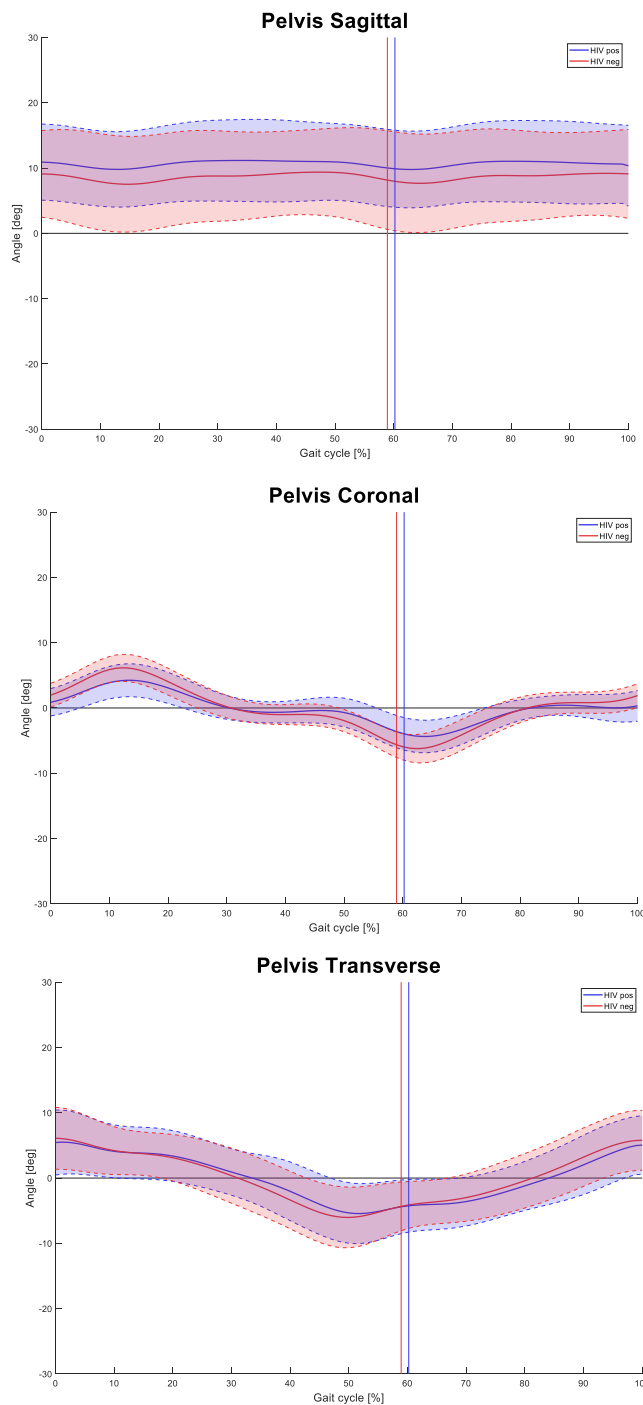 Pelvis Sagittal
30
HIV pos
HIV neg
20
10
0
-10
-20
-30
Angle [deg]
0 10 20 30 40 50 60 70 80 90 100
Gait cycle [%]
Pelvis Coronal
30
HIV pos
HIV neg
20
10
0
-10
-20
-30
Angle [deg]
0 10 20 30 40 50 60 70 80 90 100
Gait cycle [%]
Pelvis Transverse
30
HIV pos
HIV neg
20
10
0
-10
-20
-30
Angle [deg]
0 10 20 30 40 50 60 70 80 90 100
Gait cycle [%]